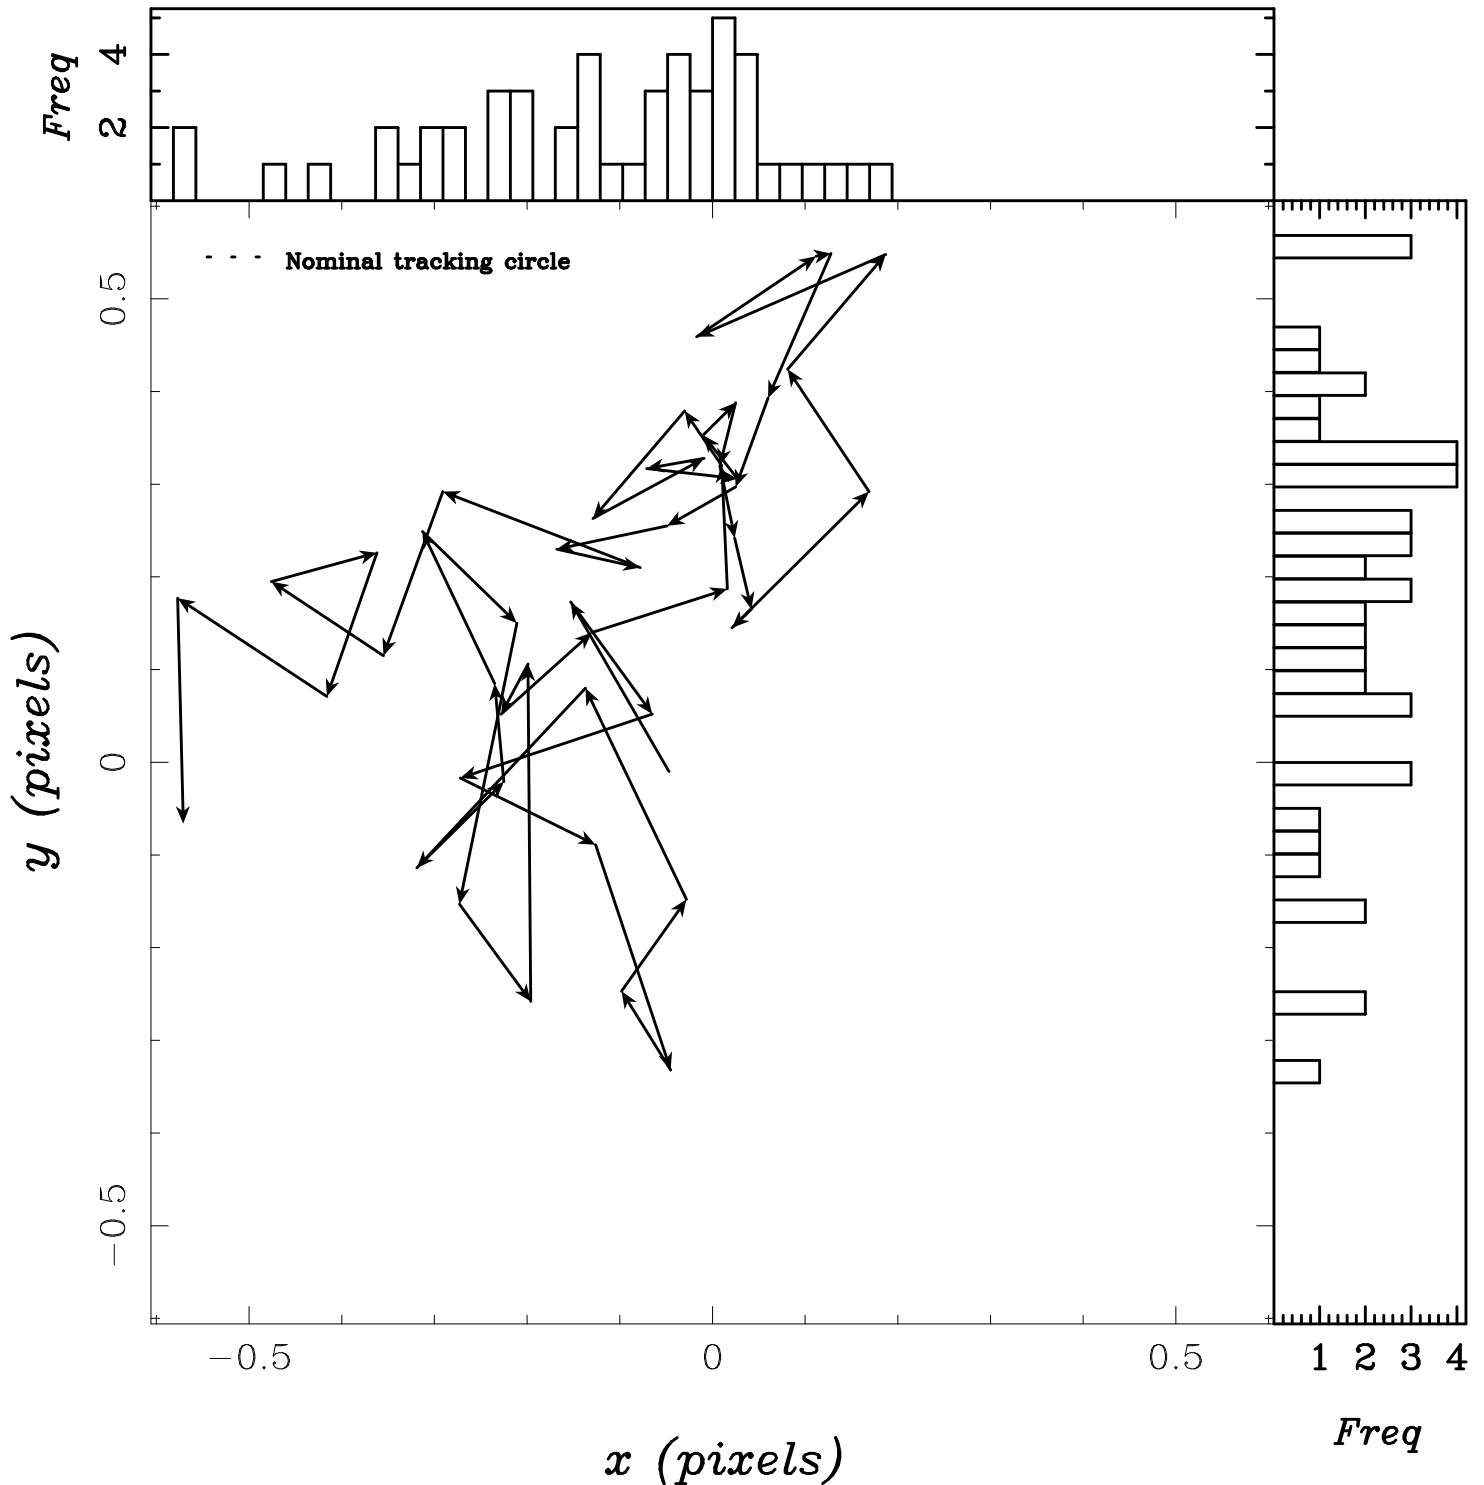 Freq
4
2
Nominal tracking circle
0.5
0
−0.5
y (pixels)
−0.5 0 0.5
1 2 3 4
Freq
x (pixels)